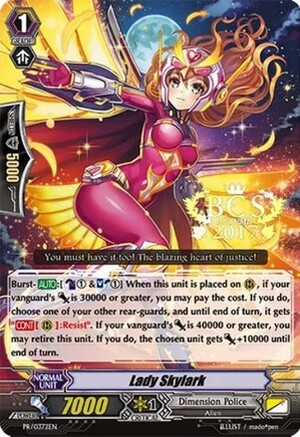 1
5000
BCS
2017
You must have it too! The blazing heart of justice!
Burst-AUTO:[1 & 1] When this unit is placed on , if your
vanguard's is 30000 or greater, you may pay the cost. If you do,
choose one of your other rear-guards, and until end of turn, it gets
"CONT[ ]:Resist". If your vanguard's is 40000 or greater, you
may retire this unit. If you do, the chosen unit gets +10000 until
end of turn.
Lady Skylark
NORMAL UNIT
POWER
7000
CRITICAL
1
Dimension Police
Alien
PR/0372EN
ILLUST / mado*pen